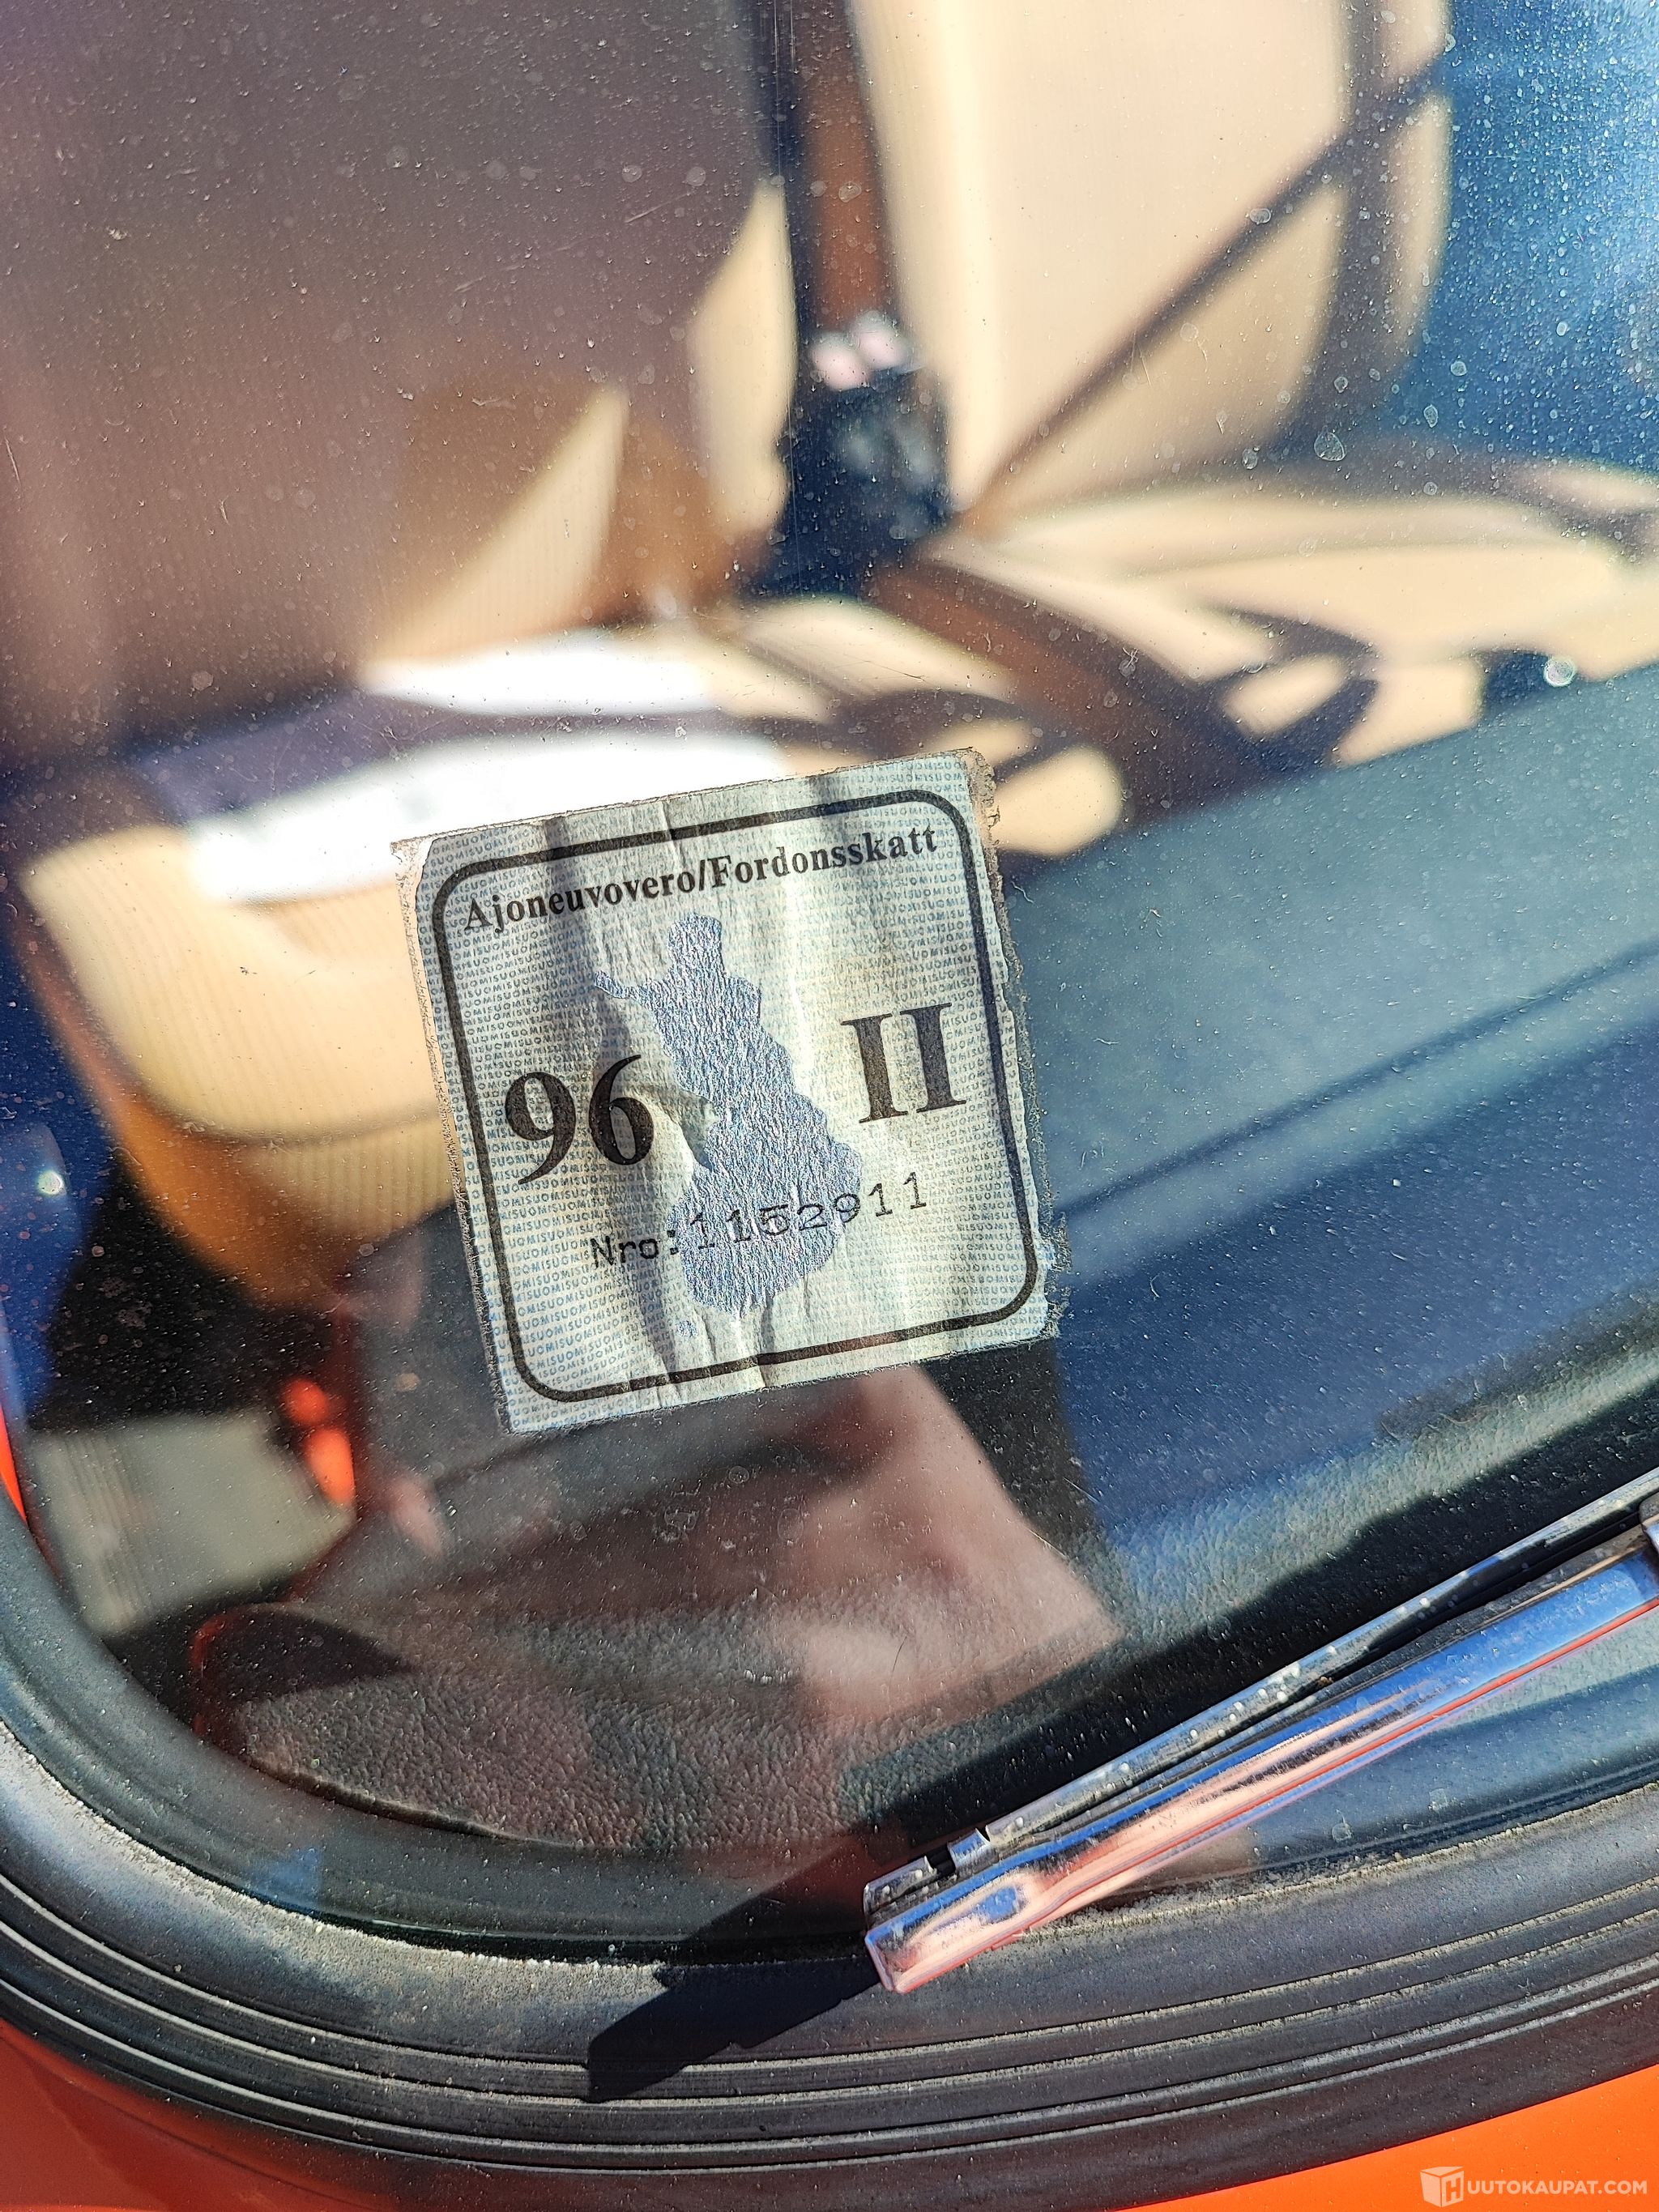 Ajoneuvovero/Fordonsskatt
96 II
Nro:1152911
HUUTOKAUPAT.COM